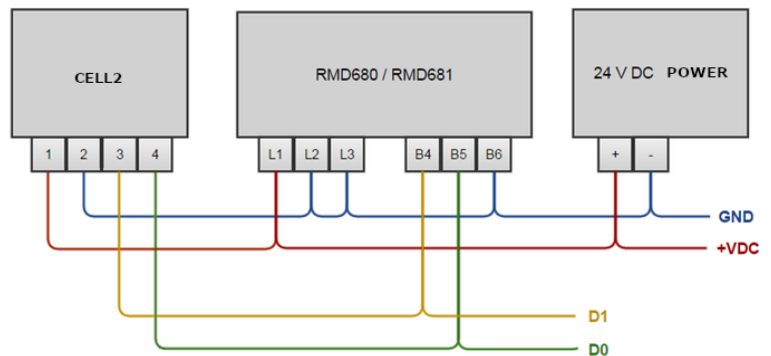 CELL2 RMD680 / RMD681 24 V DC POWER
1 2 3 4 L1 L2 L3 B4 B5 B6 + -
GND
+VDC
D1
D0